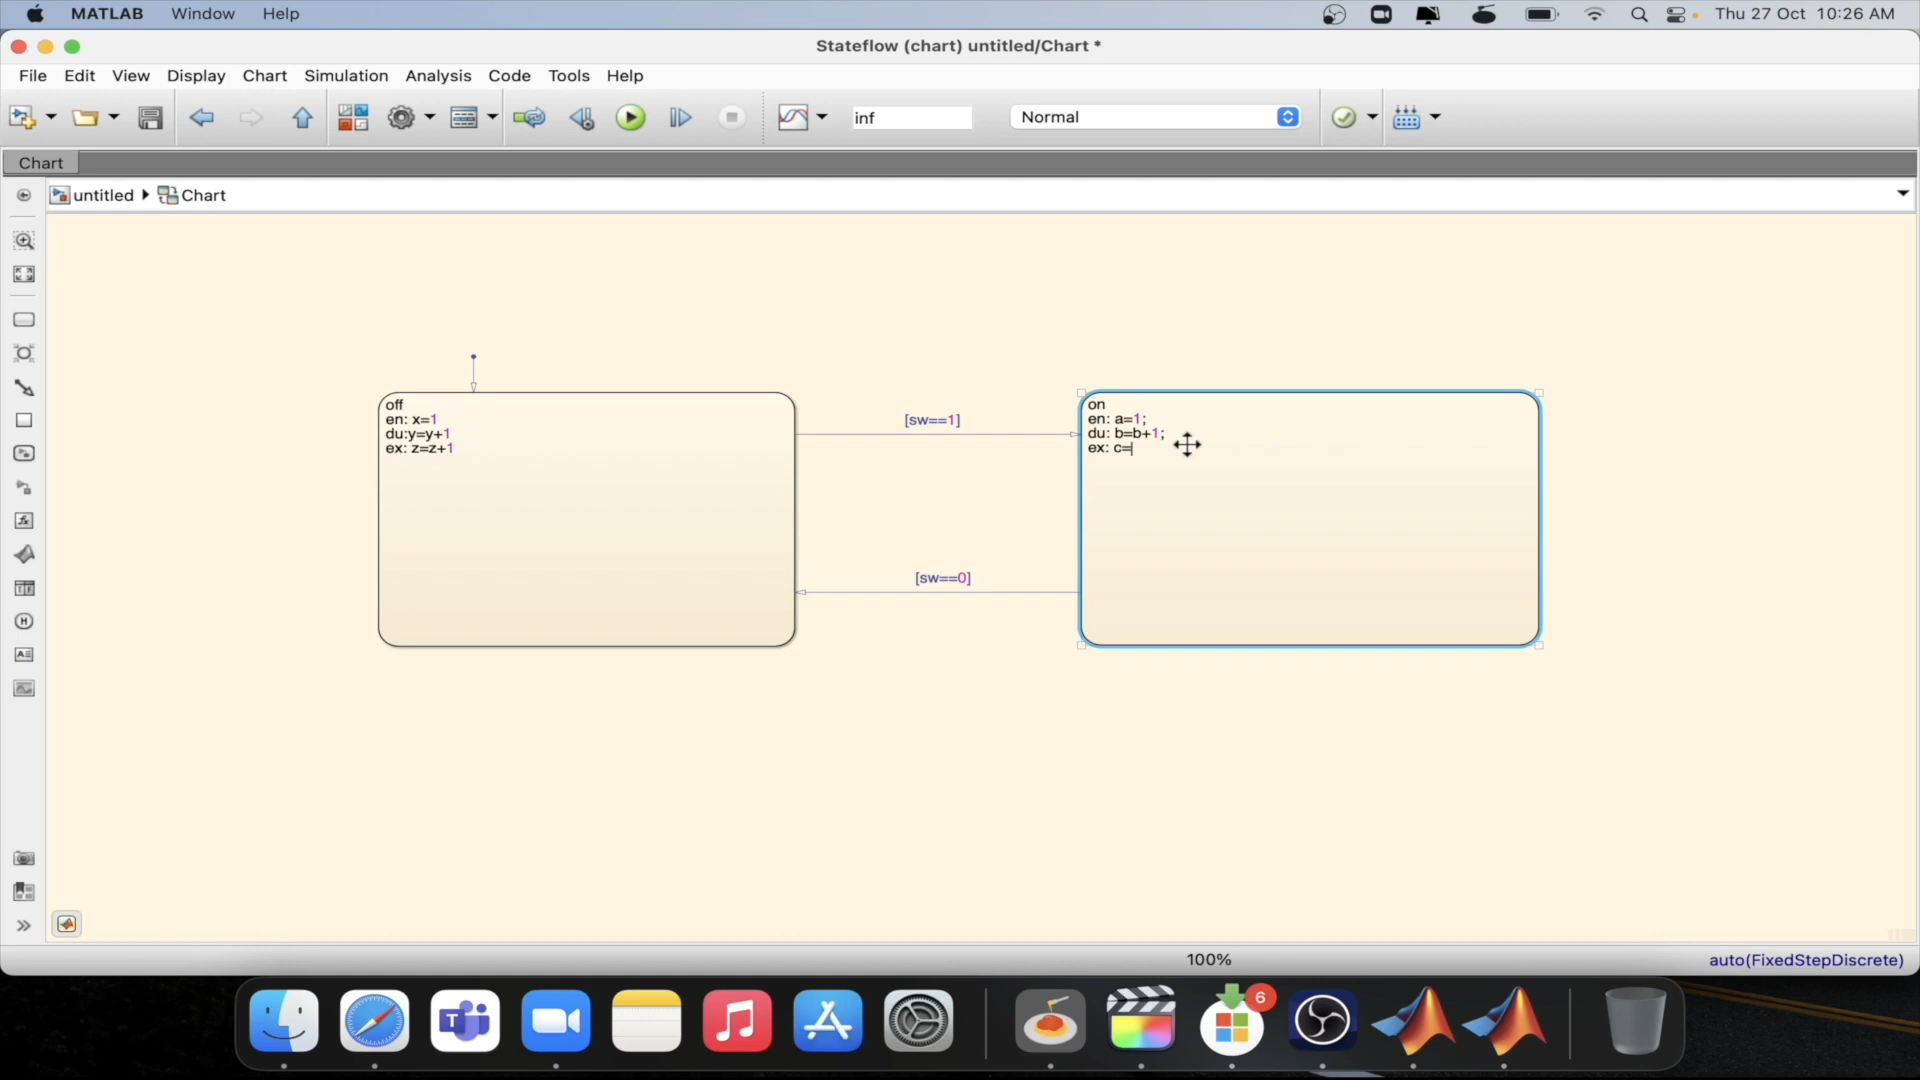 MATLAB Window Help Thu 27 Oct 10:26 AM
Stateflow (chart) untitled/Chart *
File Edit View Display Chart Simulation Analysis Code Tools Help
inf Normal
Chart
untitled Chart
off
en: x=1
du:y=y+1
ex: z=z+1
[sw==1]
on
en: a=1;
du: b=b+1;
ex: c=
[sw==0]
100% auto(FixedStepDiscrete)
6